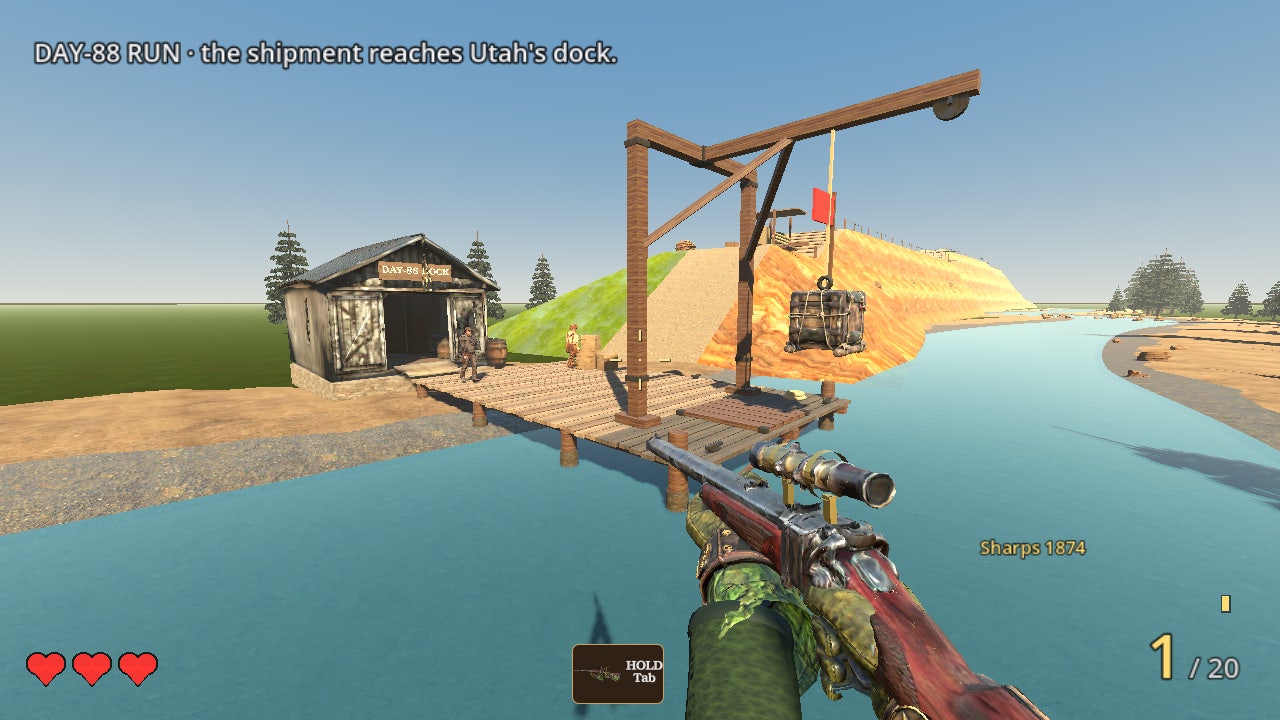 DAY-88 RUN · the shipment reaches Utah's dock.
DAY-88 DOCK
Sharps 1874
HOLD
Tab
1 / 20